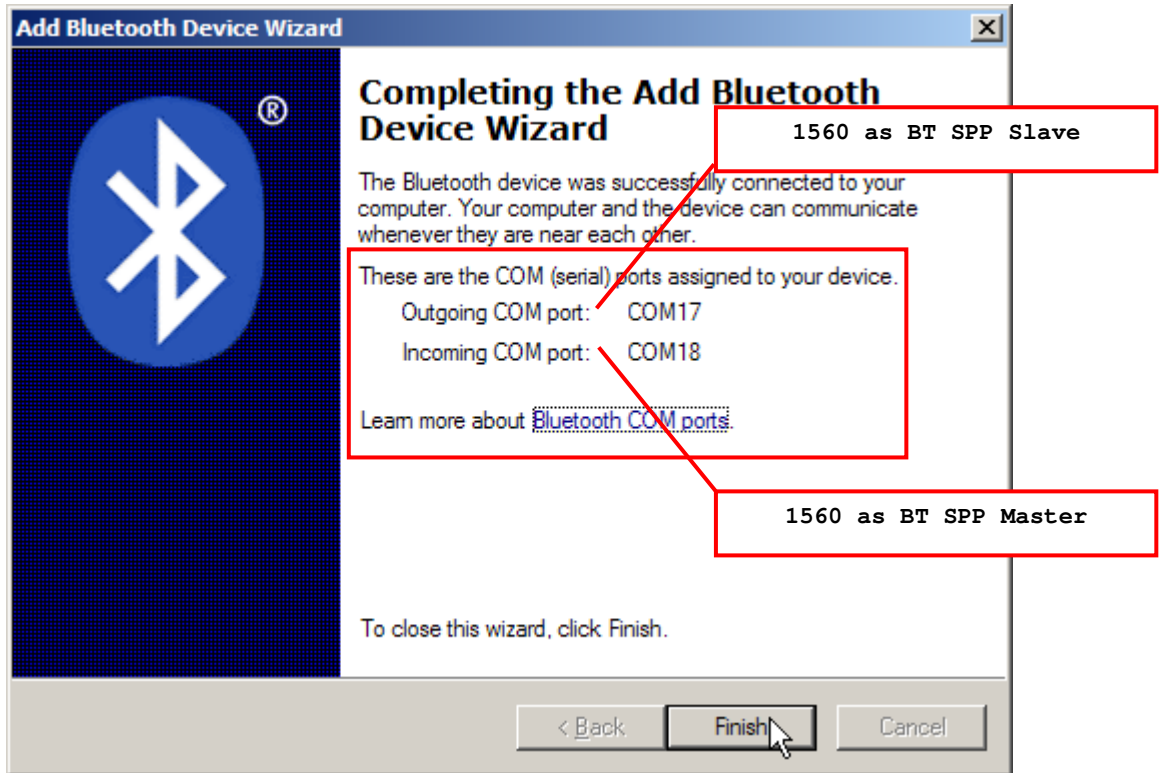 Add Bluetooth Device Wizard
®
Completing the Add Bluetooth
Device Wizard
1560 as BT SPP Slave
The Bluetooth device was successfully connected to your
computer. Your computer and the device can communicate
whenever they are near each other.
These are the COM (serial) ports assigned to your device.
Outgoing COM port: COM17
Incoming COM port: COM18
Learn more about Bluetooth COM ports.
1560 as BT SPP Master
To close this wizard, click Finish.
< Back Finish Cancel